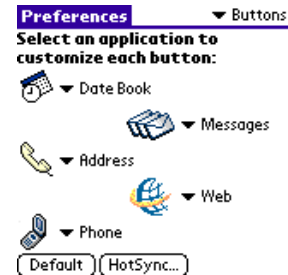 Preferences ▼ Buttons
Select an application to
customize each button:
▼ Date Book
▼ Messages
▼ Address
▼ Web
▼ Phone
Default HotSync...